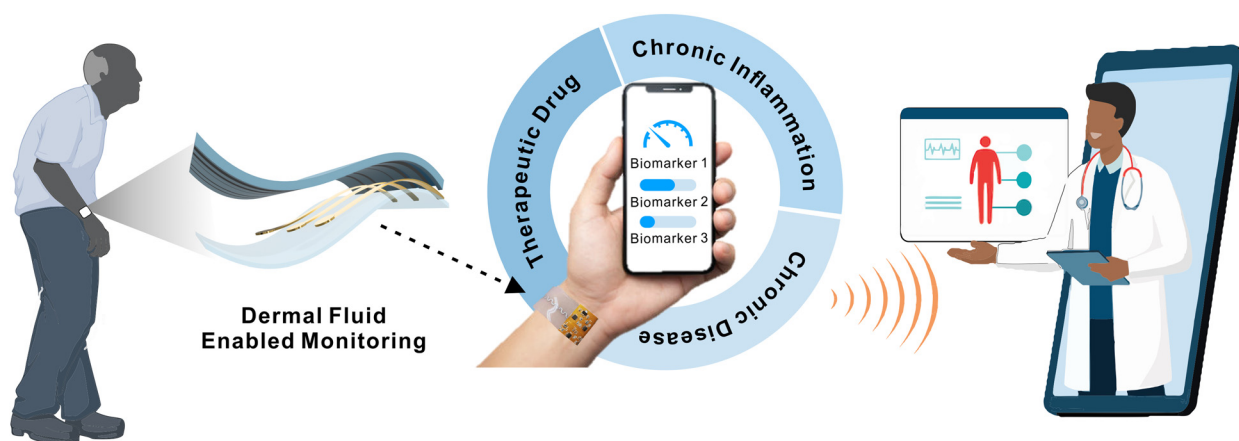 Dermal Fluid
Enabled Monitoring
Therapeutic Drug
Chronic Inflammation
Chronic Disease
Biomarker 1
Biomarker 2
Biomarker 3